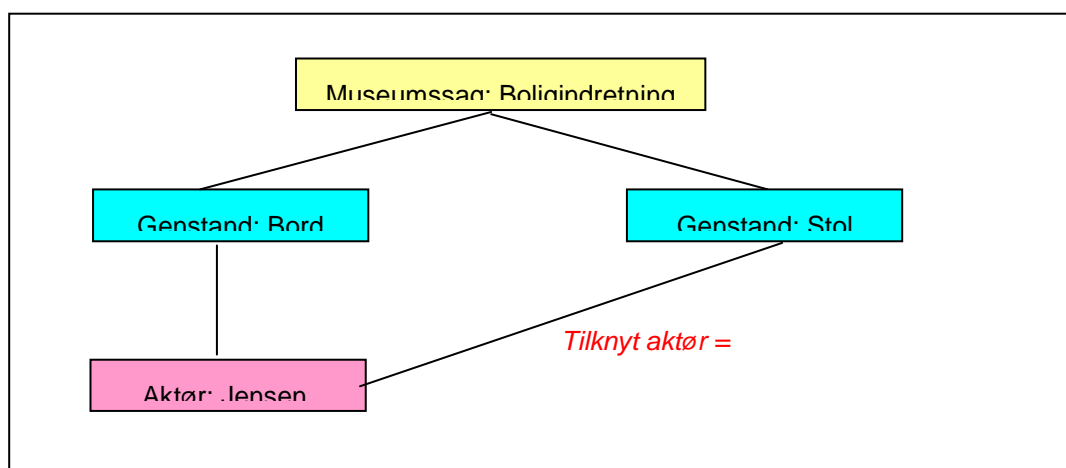 Museumssag: Boligindretning
Genstand: Bord
Genstand: Stol
Tilknyt aktør =
Aktør: Jensen